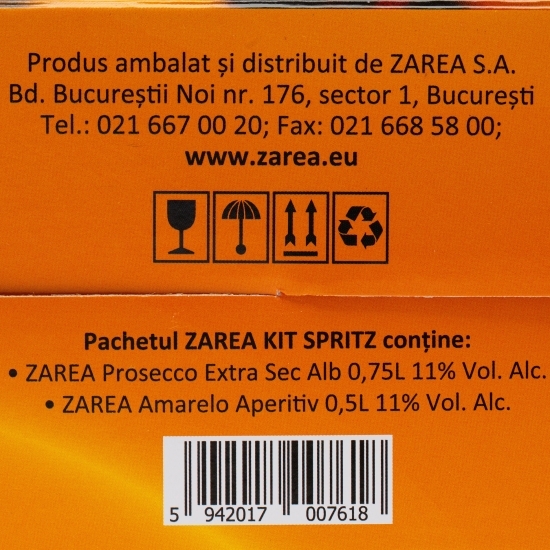 Produs ambalat și distribuit de ZAREA S.A.
Bd. Bucureștii Noi nr. 176, sector 1, București
Tel.: 021 667 00 20; Fax: 021 668 58 00;
www.zarea.eu
Pachetul ZAREA KIT SPRITZ conține:
• ZAREA Prosecco Extra Sec Alb 0,75L 11% Vol. Alc.
• ZAREA Amarelo Aperitiv 0,5L 11% Vol. Alc.
5 942017 007618